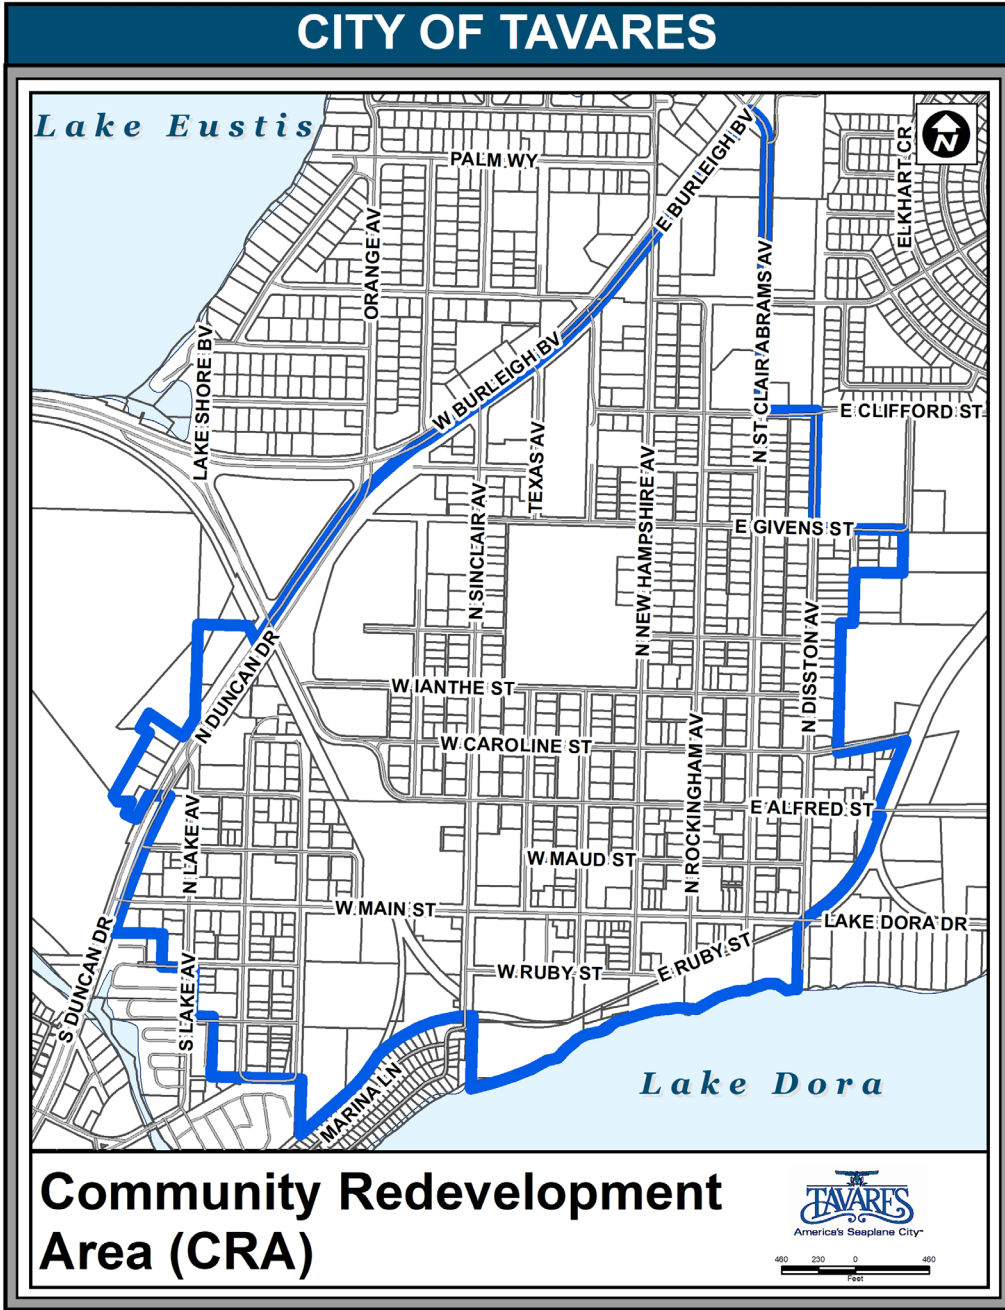 CITY OF TAVARES
Lake Eustis
N
PALM WY
E BURLEIGH BV
ELKHART CR
ORANGE AV
N ST CLAIR ABRAMS AV
LAKE SHORE BV
W BURLEIGH BV
E CLIFFORD ST
TEXAS AV
N SINCLAIR AV
N NEW HAMPSHIRE AV
E GIVENS ST
N DISSTON AV
N DUNCAN DR
W IANTHE ST
W CAROLINE ST
N ROCKINGHAM AV
E ALFRED ST
N LAKE AV
W MAUD ST
W MAIN ST
LAKE DORA DR
S DUNCAN DR
S LAKE AV
W RUBY ST
E RUBY ST
MARINA LN
Lake Dora
Community Redevelopment
Area (CRA)
TAVARES
America's Seaplane City
460 230 0 460
Feet